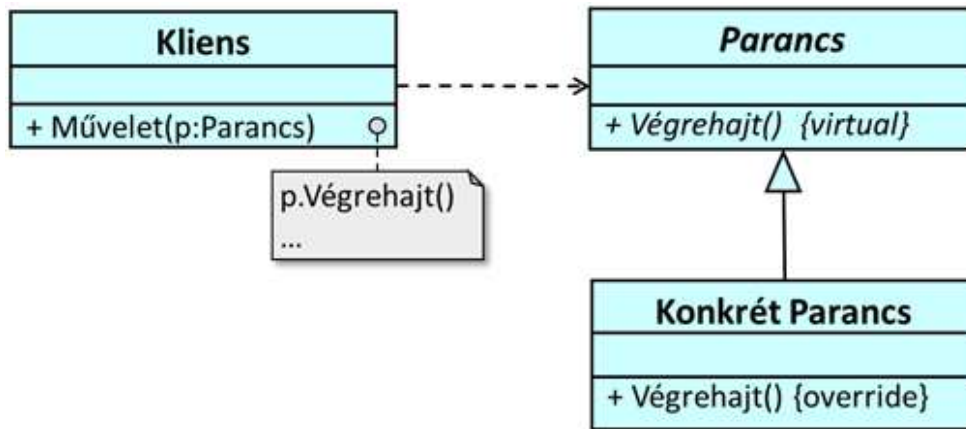 Kliens
+ Művelet(p:Parancs)
p.Végrehajt()
...
Parancs
+ Végrehajt() {virtual}
Konkrét Parancs
+ Végrehajt() {override}